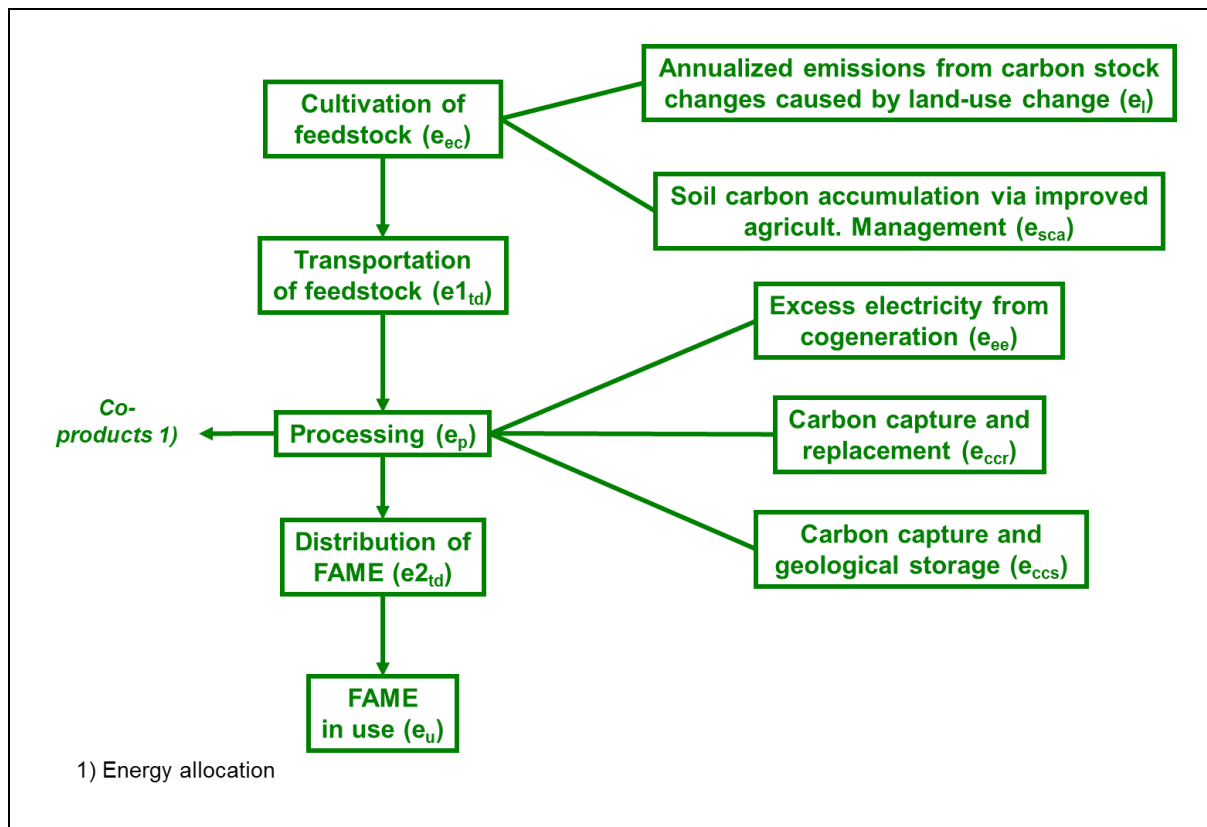 Cultivation of
feedstock (eec)
Annualized emissions from carbon stock
changes caused by land-use change (el)
Soil carbon accumulation via improved
agricult. Management (esca)
Transportation
of feedstock (e1td)
Excess electricity from
cogeneration (eee)
Co-
products 1)
Processing (ep)
Carbon capture and
replacement (eccr)
Distribution of
FAME (e2td)
Carbon capture and
geological storage (eccs)
FAME
in use (eu)
1) Energy allocation